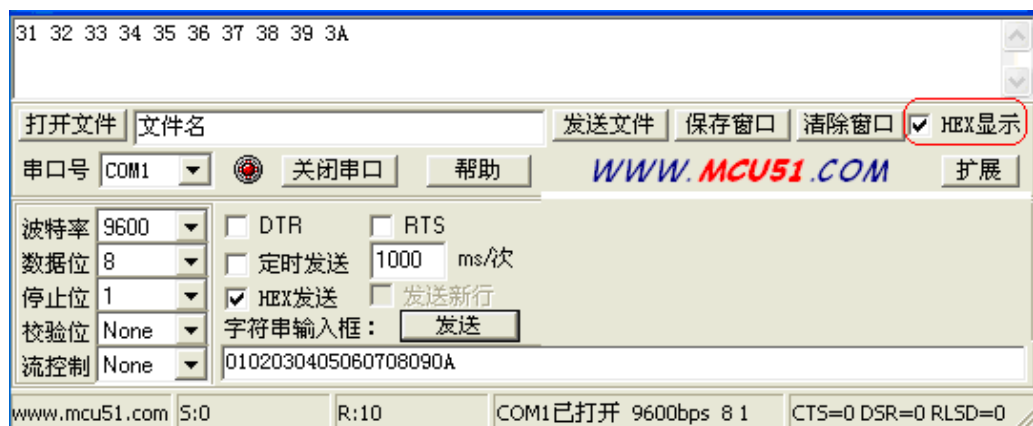 31 32 33 34 35 36 37 38 39 3A
打开文件 文件名 发送文件 保存窗口 清除窗口 HEX显示
串口号 COM1 关闭串口 帮助 WWW.MCU51.COM 扩展
波特率 9600 DTR RTS
数据位 8 定时发送 1000 ms/次
停止位 1 HEX发送 发送新行
校验位 None 字符串输入框： 发送
流控制 None 0102030405060708090A
www.mcu51.com S:0 R:10 COM1已打开 9600bps 8 1 CTS=0 DSR=0 RLSD=0